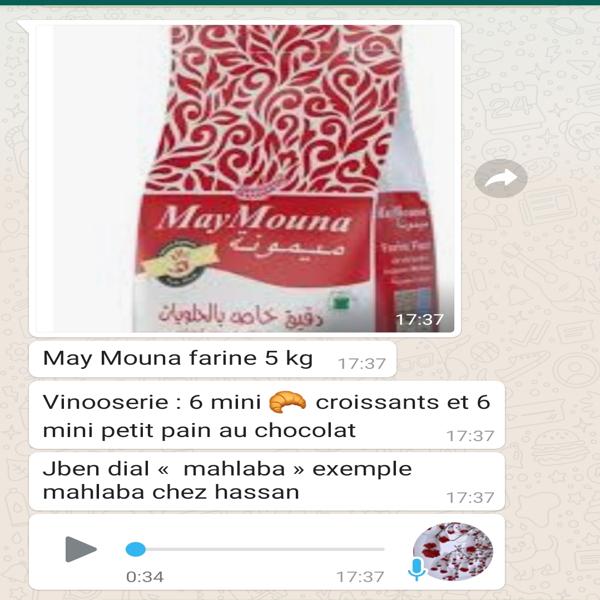 MayMouna
ميمونة
دقيق خاص بالحلويات
17:37
May Mouna farine 5 kg 17:37
Vinooserie : 6 mini 🥐 croissants et 6
mini petit pain au chocolat 17:37
Jben dial « mahlaba » exemple
mahlaba chez hassan 17:37
0:34 17:37